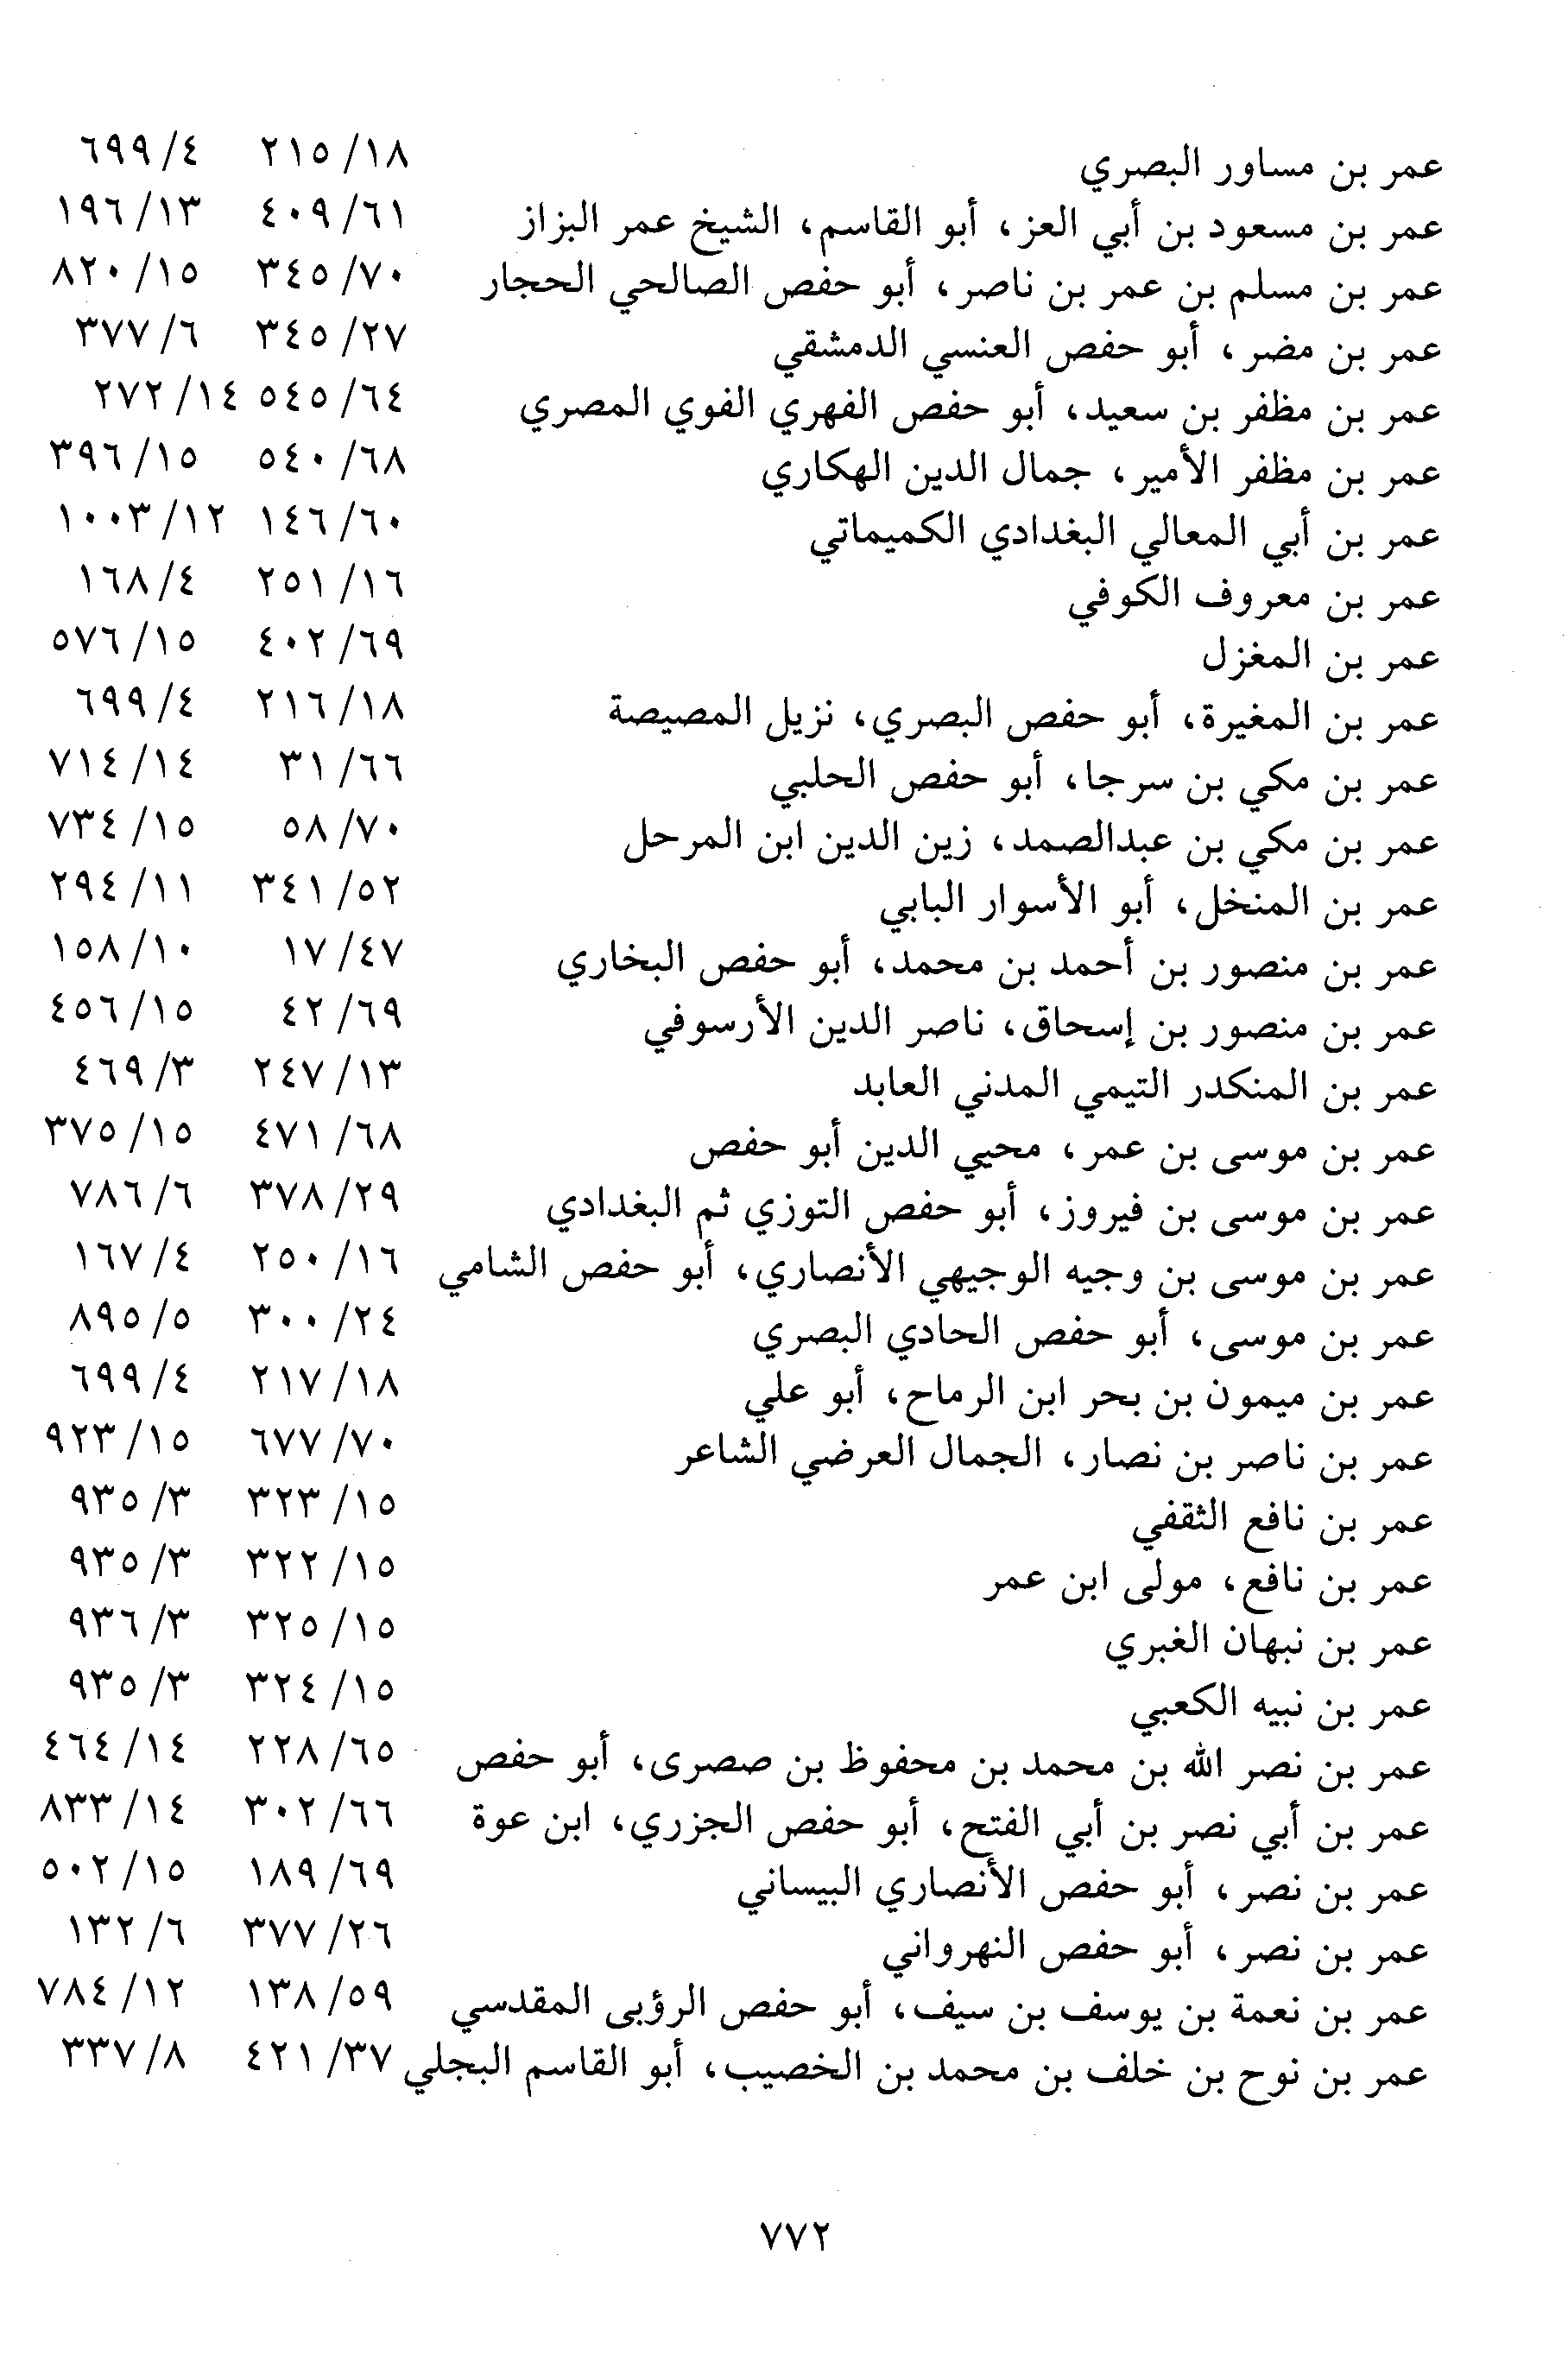 عمر بن مساور البصري ١٨/ ٢١٥ ٤/ ٦٩٩
عمر بن مسعود بن أبي العز، أبو القاسم، الشيخ عمر البزاز ٦١/ ٤٠٩ ١٣/ ١٩٦
عمر بن مسلم بن عمر بن ناصر، أبو حفص الصالحي الحجار ٧٠/ ٣٤٥ ١٥/ ٨٢٠
عمر بن مضر، أبو حفص العنسي الدمشقي ٢٧/ ٣٤٥ ٦/ ٣٧٧
عمر بن مظفر بن سعيد، أبو حفص الفهري الفوي المصري ٦٤/ ٥٤٥ ١٤/ ٢٧٢
عمر بن مظفر الأمير، جمال الدين الهكاري ٦٨/ ٥٤٠ ١٥/ ٣٩٦
عمر بن أبي المعالي البغدادي الكميماتي ٦٠/ ١٤٦ ١٢/ ١٠٠٣
عمر بن معروف الكوفي ١٦/ ٢٥١ ٤/ ١٦٨
عمر بن المغزل ٦٩/ ٤٠٢ ١٥/ ٥٧٦
عمر بن المغيرة، أبو حفص البصري، نزيل المصيصة ١٨/ ٢١٦ ٤/ ٦٩٩
عمر بن مكي بن سرجا، أبو حفص الحلبي ٦٦/ ٣١ ١٤/ ٧١٤
عمر بن مكي بن عبدالصمد، زين الدين ابن المرحل ٧٠/ ٥٨ ١٥/ ٧٣٤
عمر بن المنخل، أبو الأسوار البابي ٥٢/ ٣٤١ ١١/ ٢٩٤
عمر بن منصور بن أحمد بن محمد، أبو حفص البخاري ٤٧/ ١٧ ١٠/ ١٥٨
عمر بن منصور بن إسحاق، ناصر الدين الأرسوفي ٦٩/ ٤٢ ١٥/ ٤٥٦
عمر بن المنكدر التيمي المدني العابد ١٣/ ٢٤٧ ٣/ ٤٦٩
عمر بن موسى بن عمر، محيي الدين أبو حفص ٦٨/ ٤٧١ ١٥/ ٣٧٥
عمر بن موسى بن فيروز، أبو حفص التوزي ثم البغدادي ٢٩/ ٣٧٨ ٦/ ٧٨٦
عمر بن موسى بن وجيه الوجيهي الأنصاري، أبو حفص الشامي ١٦/ ٢٥٠ ٤/ ١٦٧
عمر بن موسى، أبو حفص الحادي البصري ٢٤/ ٣٠٠ ٥/ ٨٩٥
عمر بن ميمون بن بحر ابن الرماح، أبو علي ١٨/ ٢١٧ ٤/ ٦٩٩
عمر بن ناصر بن نصار، الجمال العرضي الشاعر ٧٠/ ٦٧٧ ١٥/ ٩٢٣
عمر بن نافع الثقفي ١٥/ ٣٢٣ ٣/ ٩٣٥
عمر بن نافع، مولى ابن عمر ١٥/ ٣٢٢ ٣/ ٩٣٥
عمر بن نبهان الغبري ١٥/ ٣٢٥ ٣/ ٩٣٦
عمر بن نبيه الكعبي ١٥/ ٣٢٤ ٣/ ٩٣٥
عمر بن نصر الله بن محمد بن محفوظ بن صصرى، أبو حفص ٦٥/ ٢٢٨ ١٤/ ٤٦٤
عمر بن أبي نصر بن أبي الفتح، أبو حفص الجزري، ابن عوة ٦٦/ ٣٠٢ ١٤/ ٨٣٣
عمر بن نصر، أبو حفص الأنصاري البيساني ٦٩/ ١٨٩ ١٥/ ٥٠٢
عمر بن نصر، أبو حفص النهرواني ٢٦/ ٣٧٧ ٦/ ١٣٢
عمر بن نعمة بن يوسف بن سيف، أبو حفص الرؤبى المقدسي ٥٩/ ١٣٨ ١٢/ ٧٨٤
عمر بن نوح بن خلف بن محمد بن الخصيب، أبو القاسم البجلي ٣٧/ ٤٢١ ٨/ ٣٣٧
٧٧٢